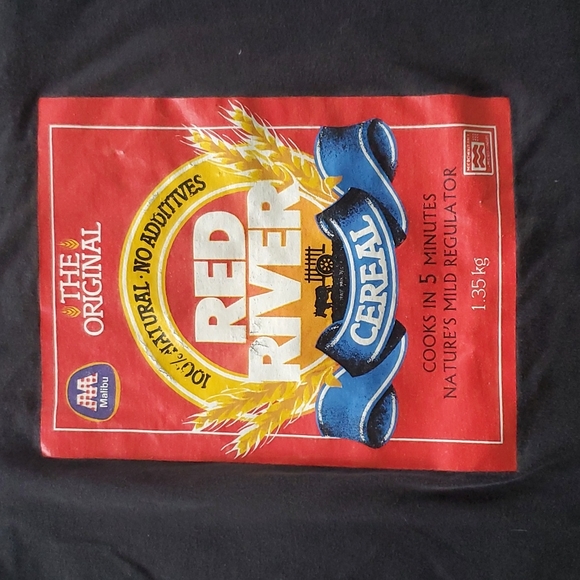 THE
ORIGINAL
Malibu
100% NATURAL · NO ADDITIVES
RED
RIVER
CEREAL
COOKS IN 5 MINUTES
NATURE'S MILD REGULATOR
1.35 kg